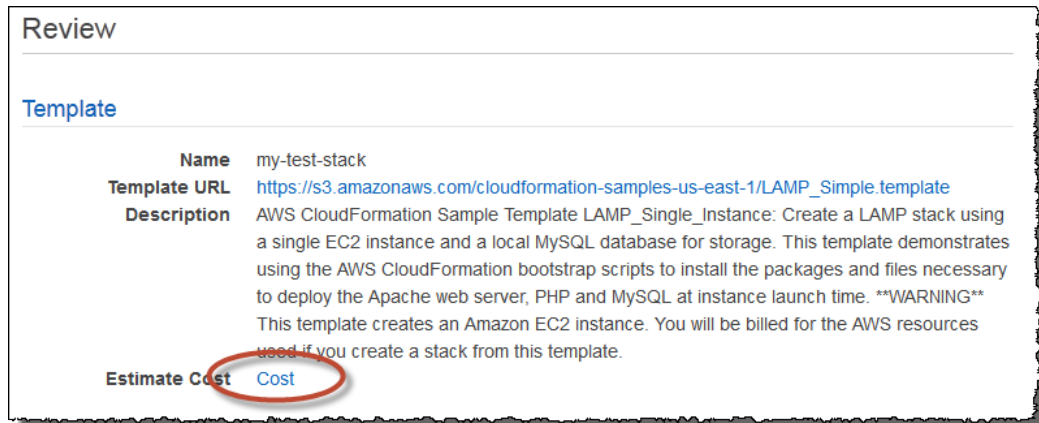 Review
Template
Name my-test-stack
Template URL https://s3.amazonaws.com/cloudformation-samples-us-east-1/LAMP_Simple.template
Description AWS CloudFormation Sample Template LAMP_Single_Instance: Create a LAMP stack using
a single EC2 instance and a local MySQL database for storage. This template demonstrates
using the AWS CloudFormation bootstrap scripts to install the packages and files necessary
to deploy the Apache web server, PHP and MySQL at instance launch time. **WARNING**
This template creates an Amazon EC2 instance. You will be billed for the AWS resources
used if you create a stack from this template.
Estimate Cost Cost